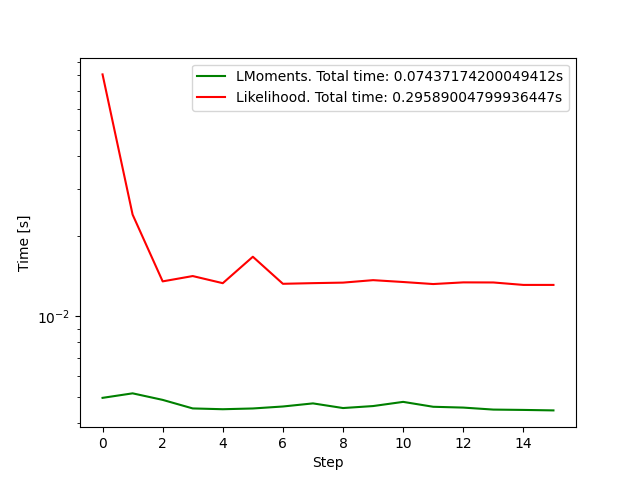 LMoments. Total time: 0.07437174200049412s
Likelihood. Total time: 0.29589004799936447s
Time [s]
10⁻²
0 2 4 6 8 10 12 14
Step